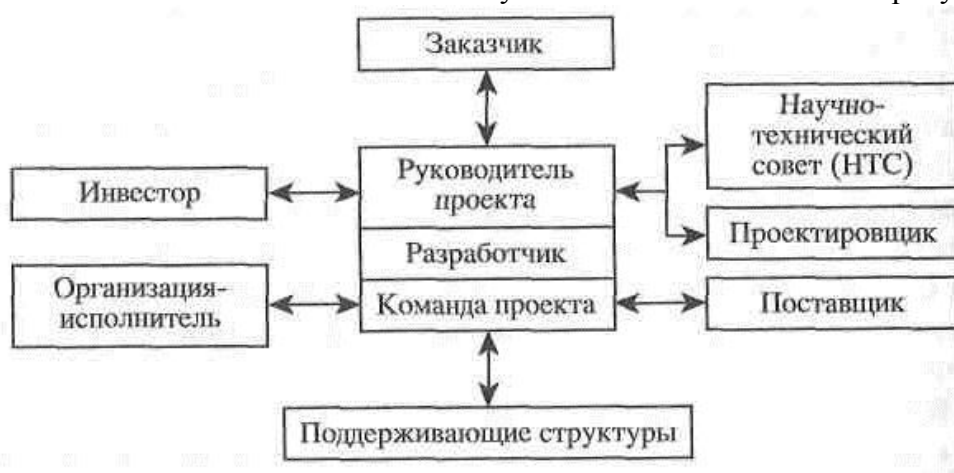 Заказчик
Научно-
технический
совет (НТС)
Руководитель
проекта
Инвестор
Проектировщик
Разработчик
Организация-
исполнитель
Команда проекта
Поставщик
Поддерживающие структуры